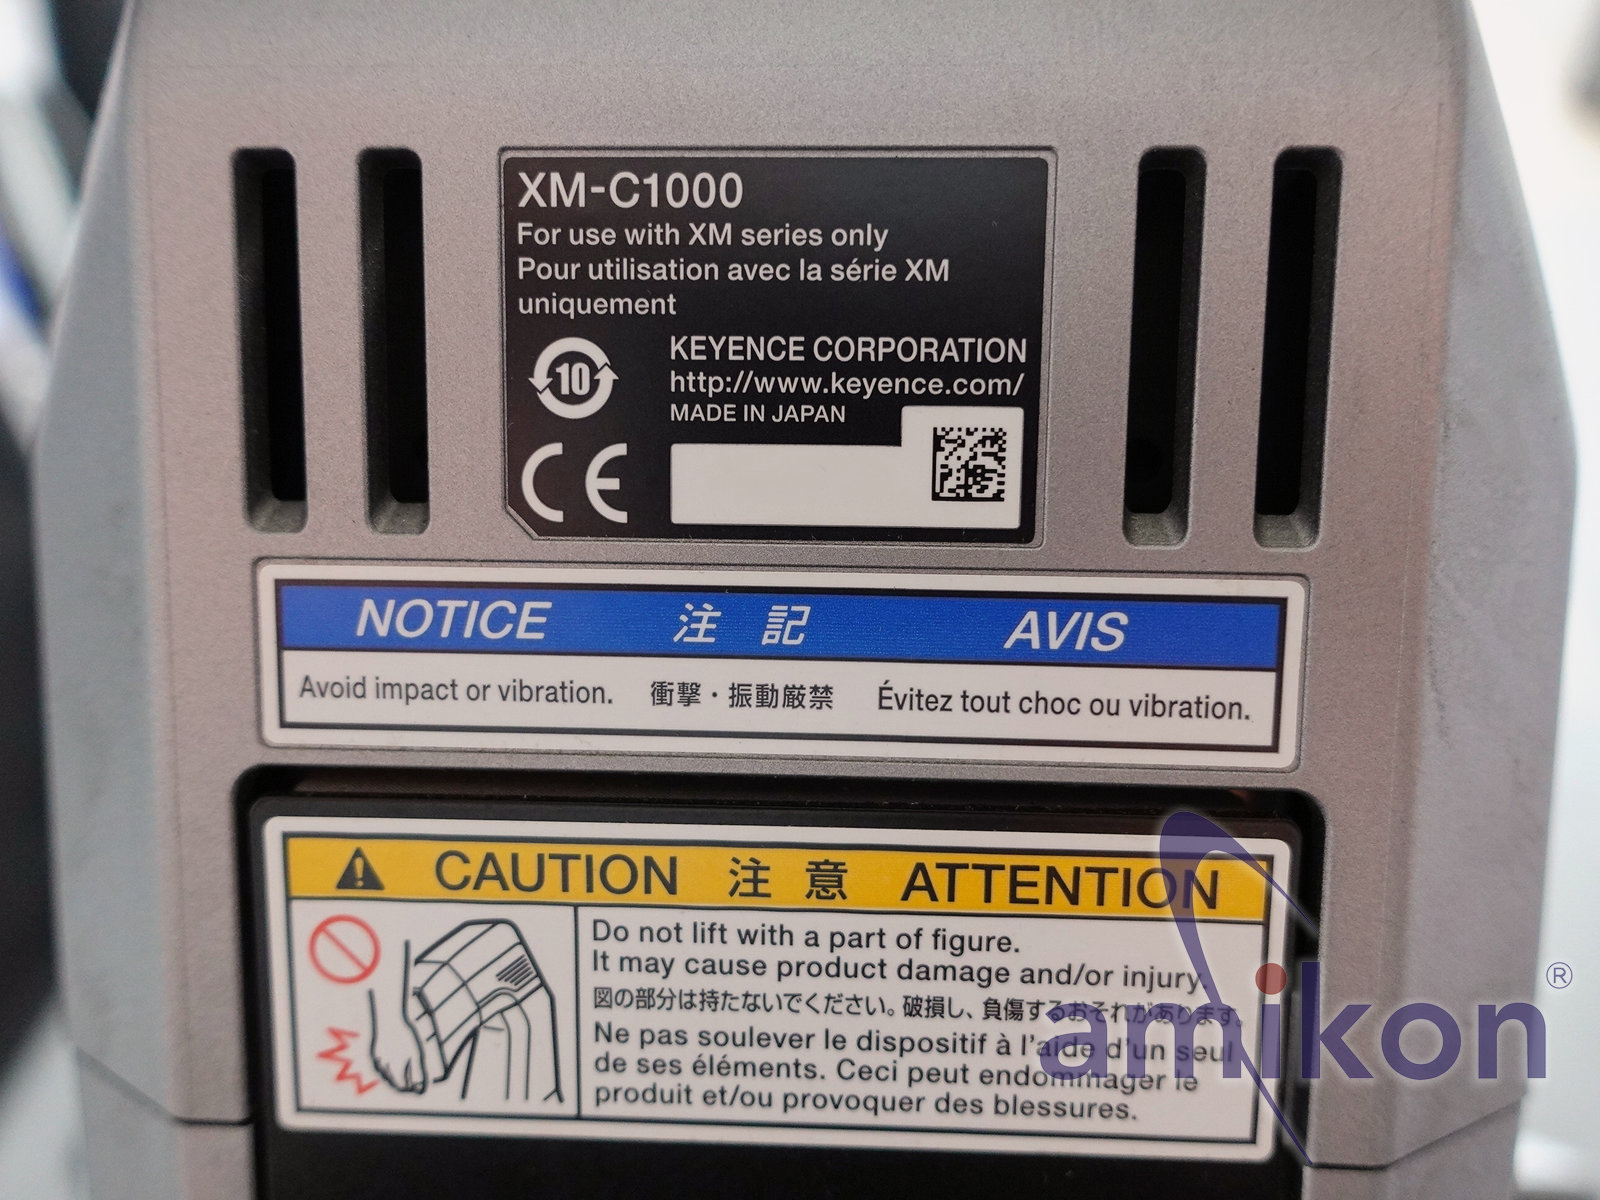 XM-C1000
For use with XM series only
Pour utilisation avec la série XM
uniquement
10
KEYENCE CORPORATION
http://www.keyence.com/
MADE IN JAPAN
CE
NOTICE 注 記 AVIS
Avoid impact or vibration. 衝撃・振動厳禁 Évitez tout choc ou vibration.
CAUTION 注 意 ATTENTION
Do not lift with a part of figure.
It may cause product damage and/or injury.
図の部分は持たないでください。破損し、負傷するおそれがあります。
Ne pas soulever le dispositif à l'aide d'un seul
de ses éléments. Ceci peut endommager le
produit et/ou provoquer des blessures.
amikon®